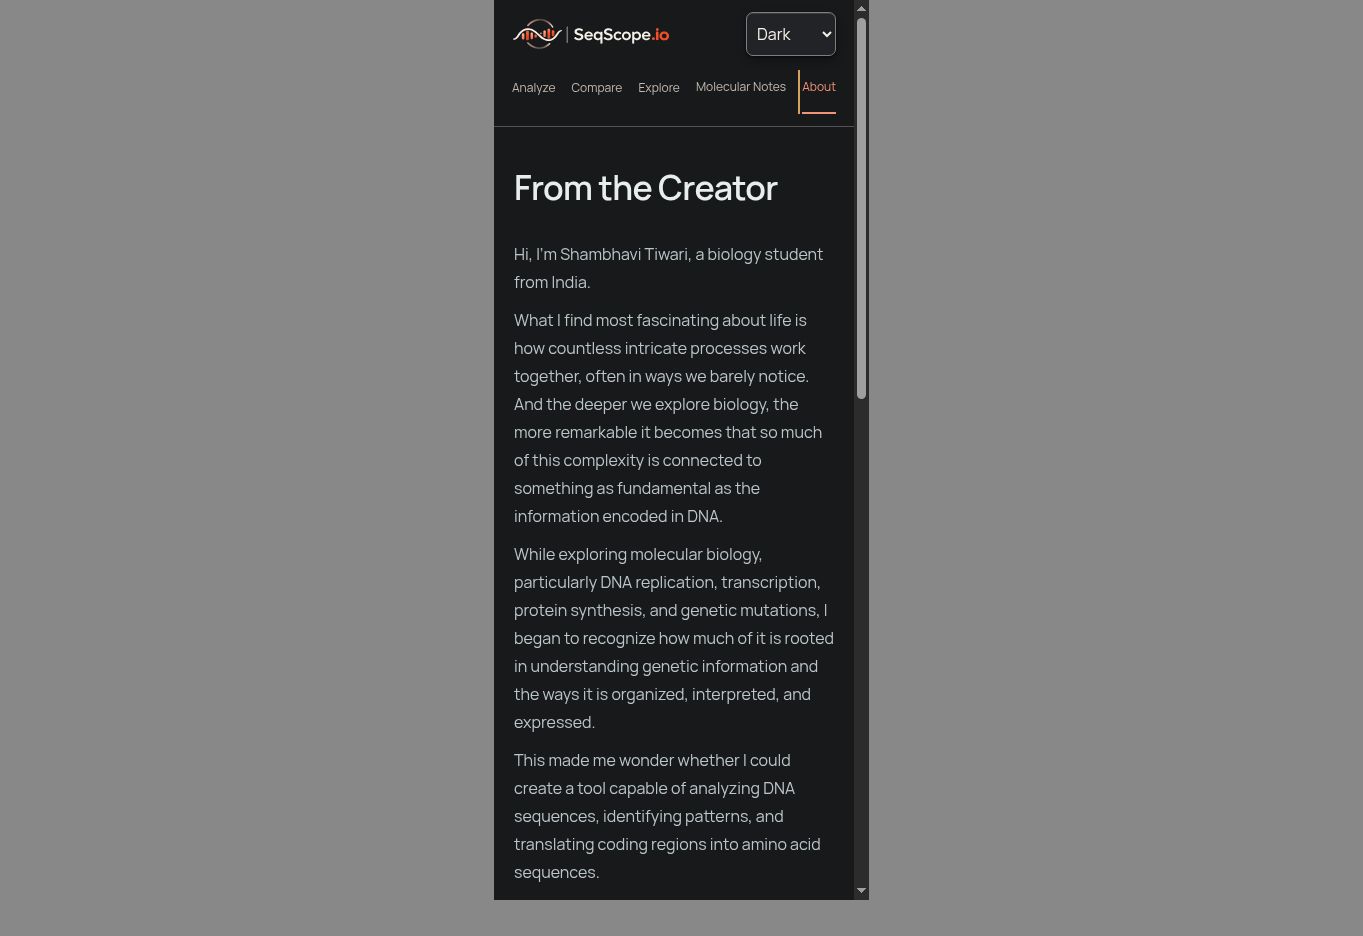 SeqScope.io
Dark
Analyze Compare Explore Molecular Notes About
From the Creator
Hi, I'm Shambhavi Tiwari, a biology student
from India.
What I find most fascinating about life is
how countless intricate processes work
together, often in ways we barely notice.
And the deeper we explore biology, the
more remarkable it becomes that so much
of this complexity is connected to
something as fundamental as the
information encoded in DNA.
While exploring molecular biology,
particularly DNA replication, transcription,
protein synthesis, and genetic mutations, I
began to recognize how much of it is rooted
in understanding genetic information and
the ways it is organized, interpreted, and
expressed.
This made me wonder whether I could
create a tool capable of analyzing DNA
sequences, identifying patterns, and
translating coding regions into amino acid
sequences.